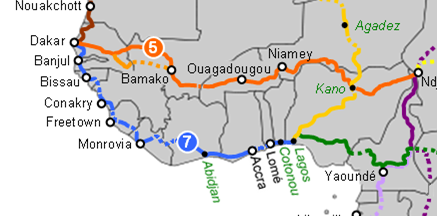 Nouakchott
Agadez
Dakar
5
Banjul
Niamey
Ouagadougou
Bissau
Bamako
Kano
Ndj
Conakry
Freetown
Monrovia
7
Abidjan
Accra
Lomé
Cotonou
Lagos
Yaoundé